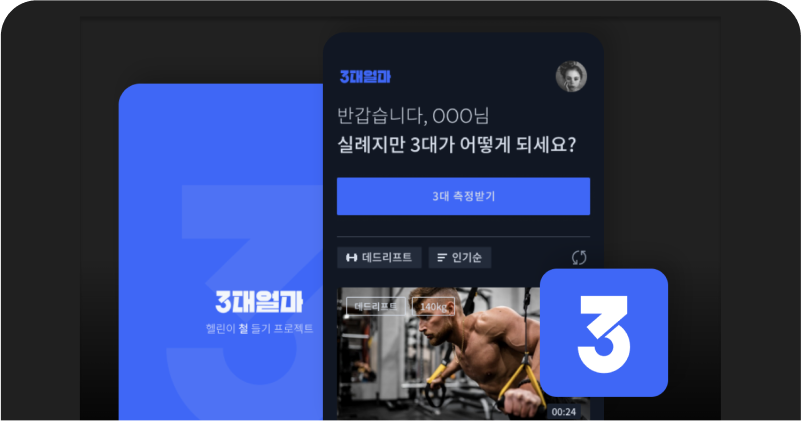 3대얼마
반갑습니다, OOO님
실례지만 3대가 어떻게 되세요?
3대 측정받기
데드리프트
인기순
데드리프트
140kg
00:24
3대얼마
헬린이 철 들기 프로젝트
3
3